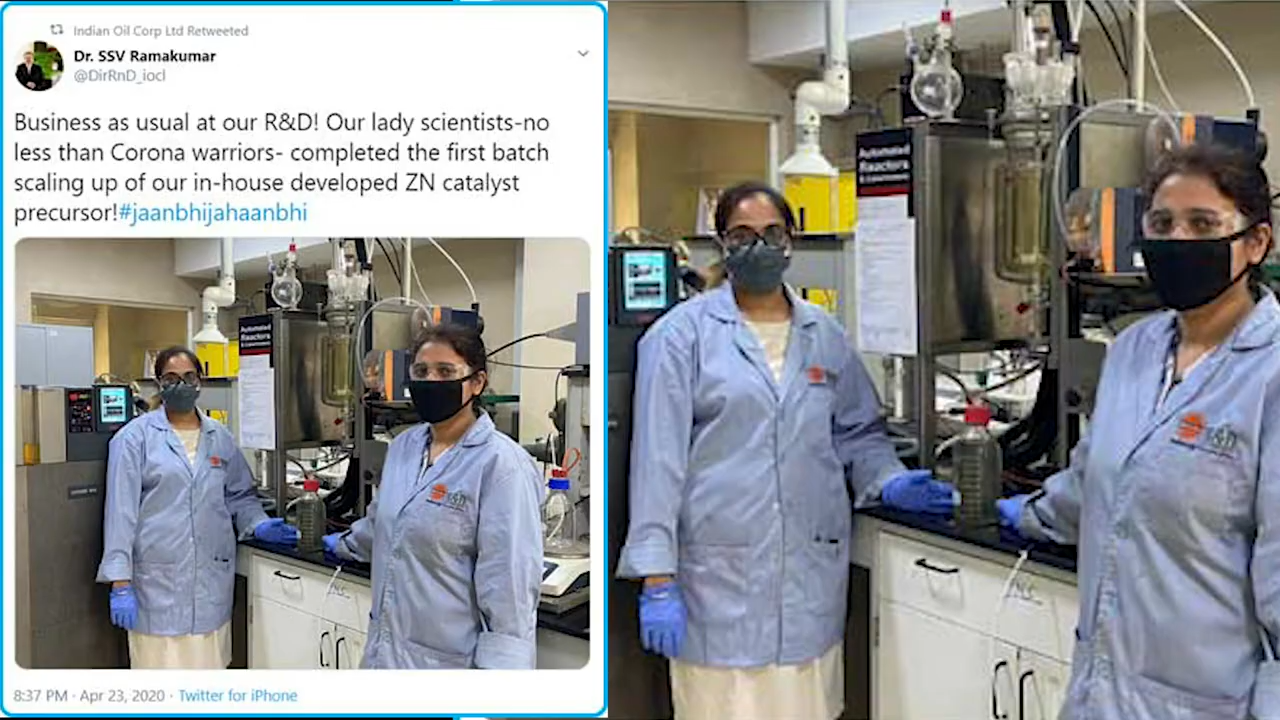 Indian Oil Corp Ltd Retweeted
Dr. SSV Ramakumar
@DirRnD_iocl
Business as usual at our R&D! Our lady scientists-no
less than Corona warriors- completed the first batch
scaling up of our in-house developed ZN catalyst
precursor!#jaanbhijahaanbhi
Automated
Reactors
R&D
8:37 PM · Apr 23, 2020 · Twitter for iPhone
Automated
Reactors
R&D